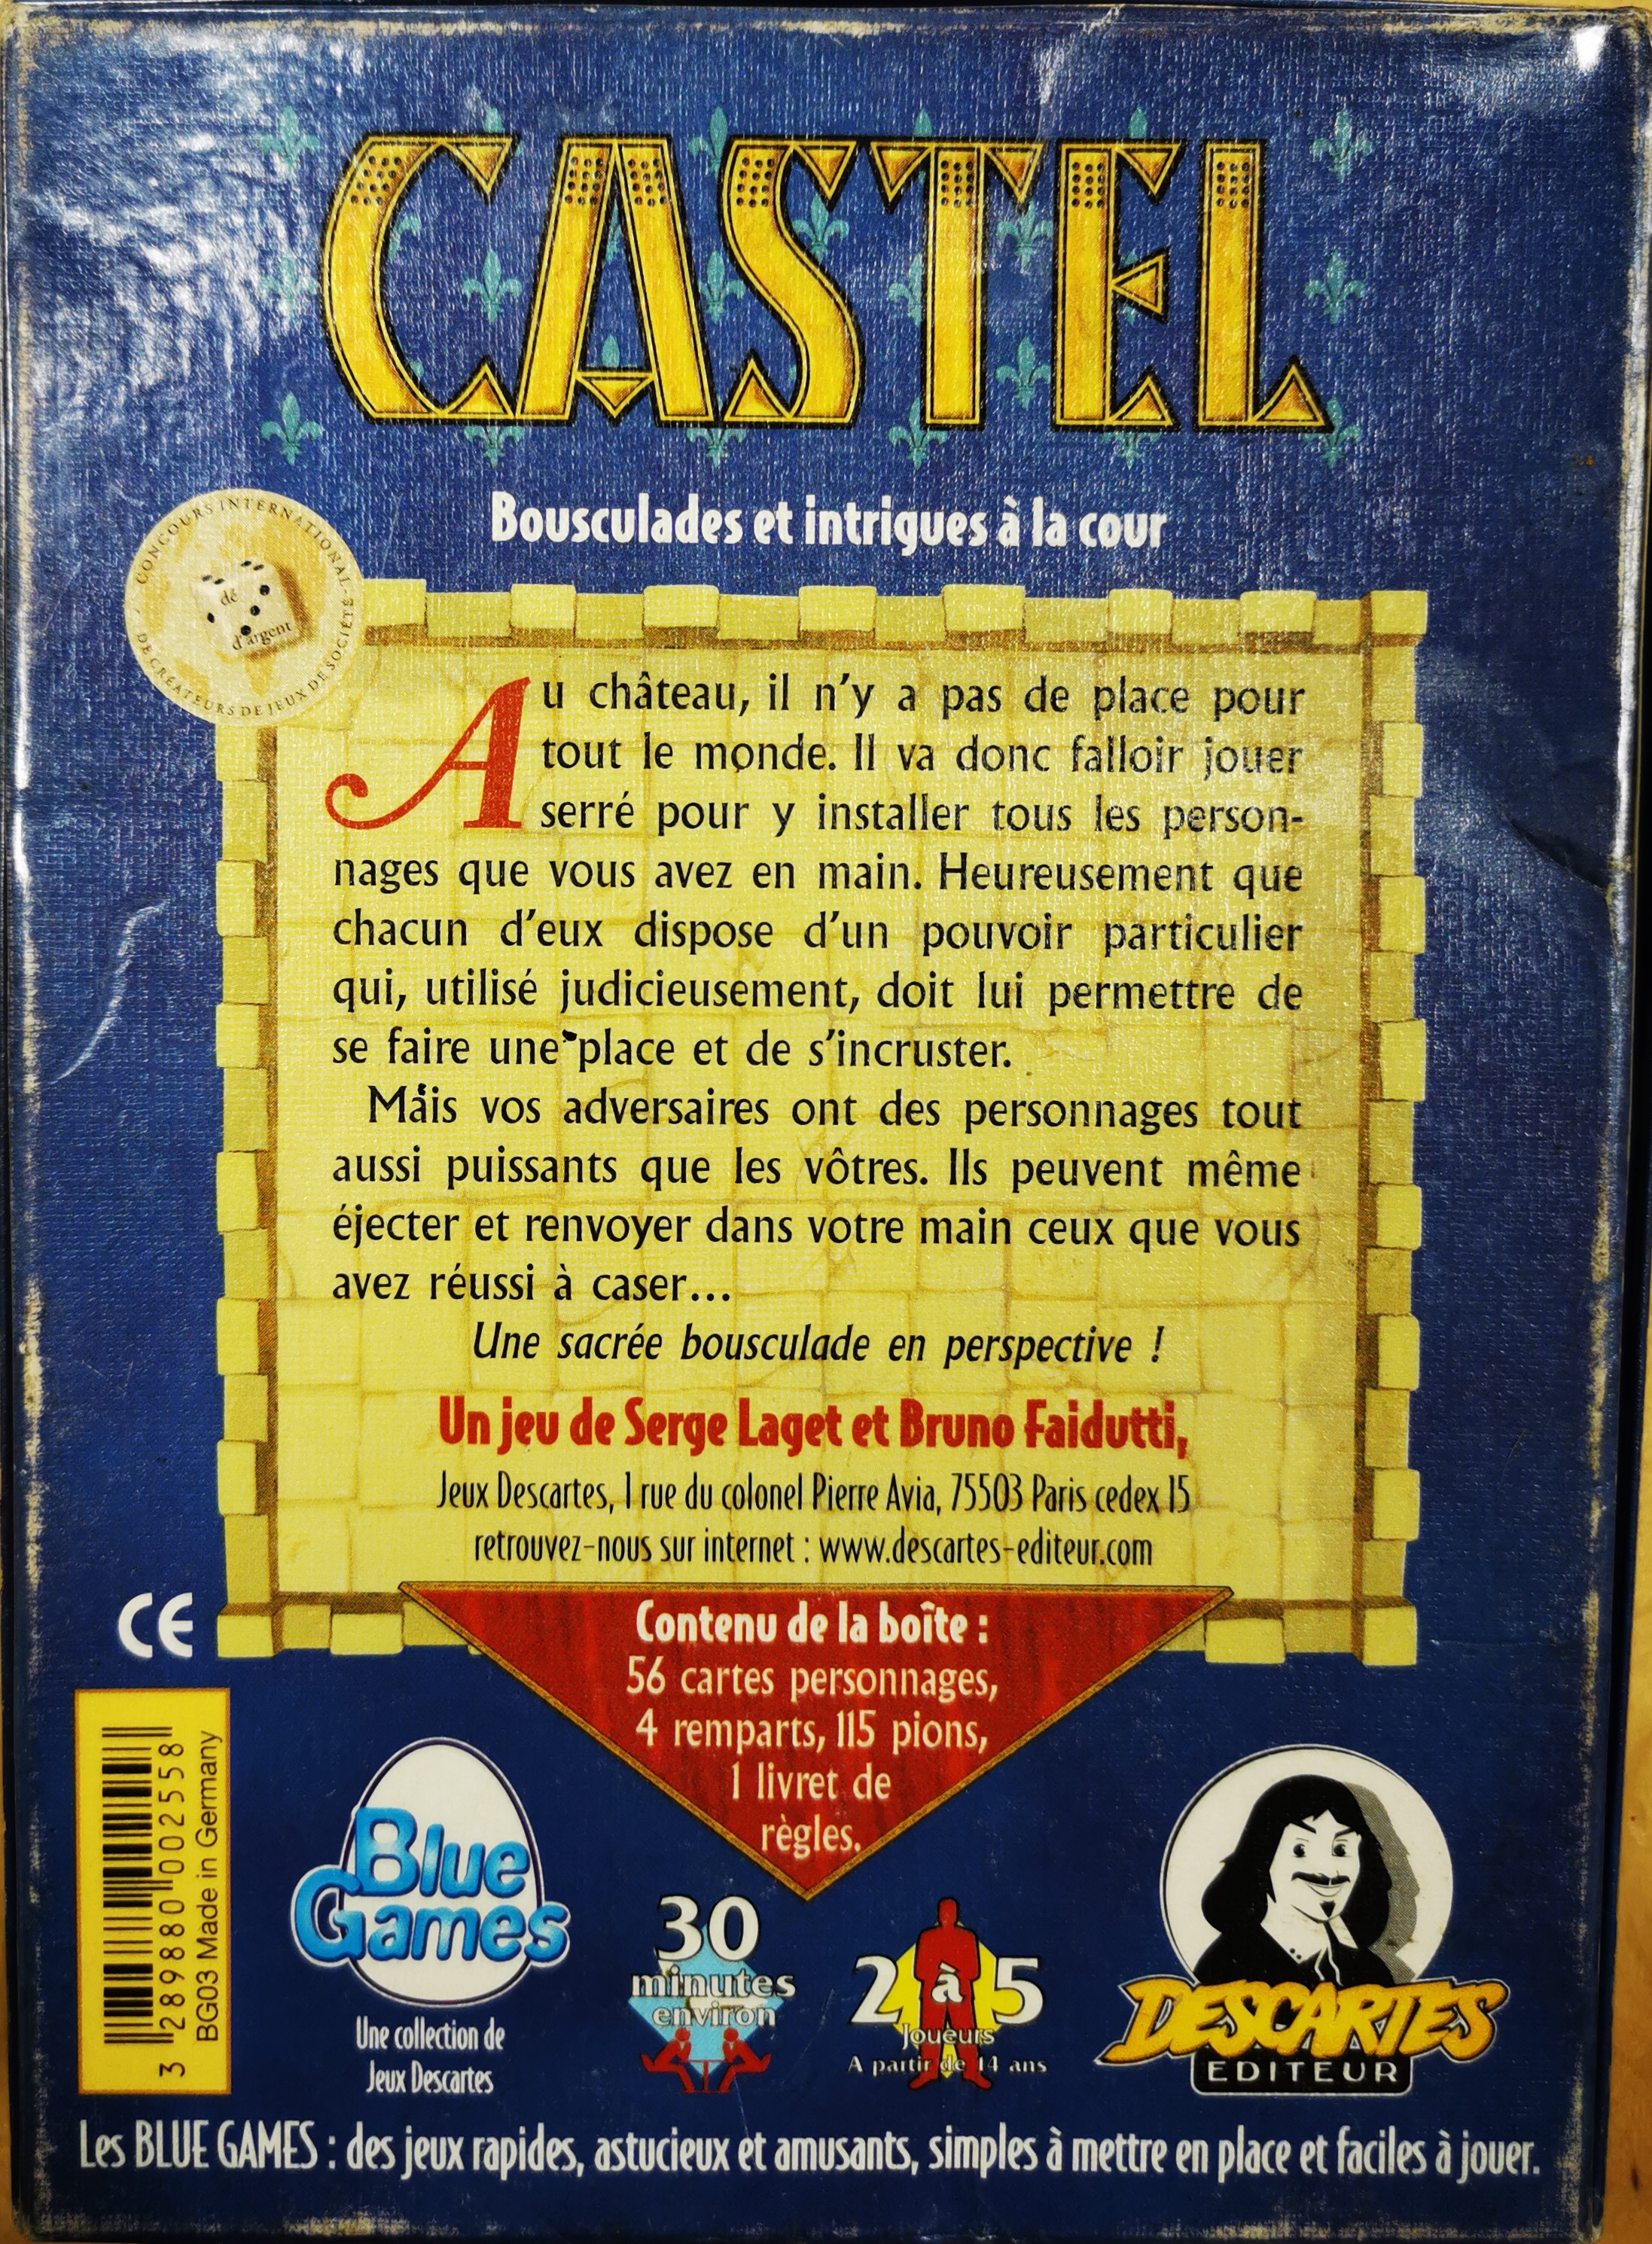 CASTEL
Bousculades et intrigues à la cour
CONCOURS INTERNATIONAL
DE CRÉATEURS DE JEUX DE SOCIÉTÉ
dé
d'argent
Au château, il n'y a pas de place pour
tout le monde. Il va donc falloir jouer
serré pour y installer tous les person-
nages que vous avez en main. Heureusement que
chacun d'eux dispose d'un pouvoir particulier
qui, utilisé judicieusement, doit lui permettre de
se faire une place et de s'incruster.
Mais vos adversaires ont des personnages tout
aussi puissants que les vôtres. Ils peuvent même
éjecter et renvoyer dans votre main ceux que vous
avez réussi à caser...
Une sacrée bousculade en perspective !
Un jeu de Serge Laget et Bruno Faidutti,
Jeux Descartes, 1 rue du colonel Pierre Avia, 75503 Paris cedex 15
retrouvez-nous sur internet : www.descartes-editeur.com
CE
Contenu de la boîte :
56 cartes personnages,
4 remparts, 115 pions,
1 livret de
règles.
3 289880 002558
BG03 Made in Germany
Blue
Games
Une collection de
Jeux Descartes
30
minutes
environ
2 à 5
Joueurs
A partir de 14 ans
DESCARTES
EDITEUR
Les BLUE GAMES : des jeux rapides, astucieux et amusants, simples à mettre en place et faciles à jouer.